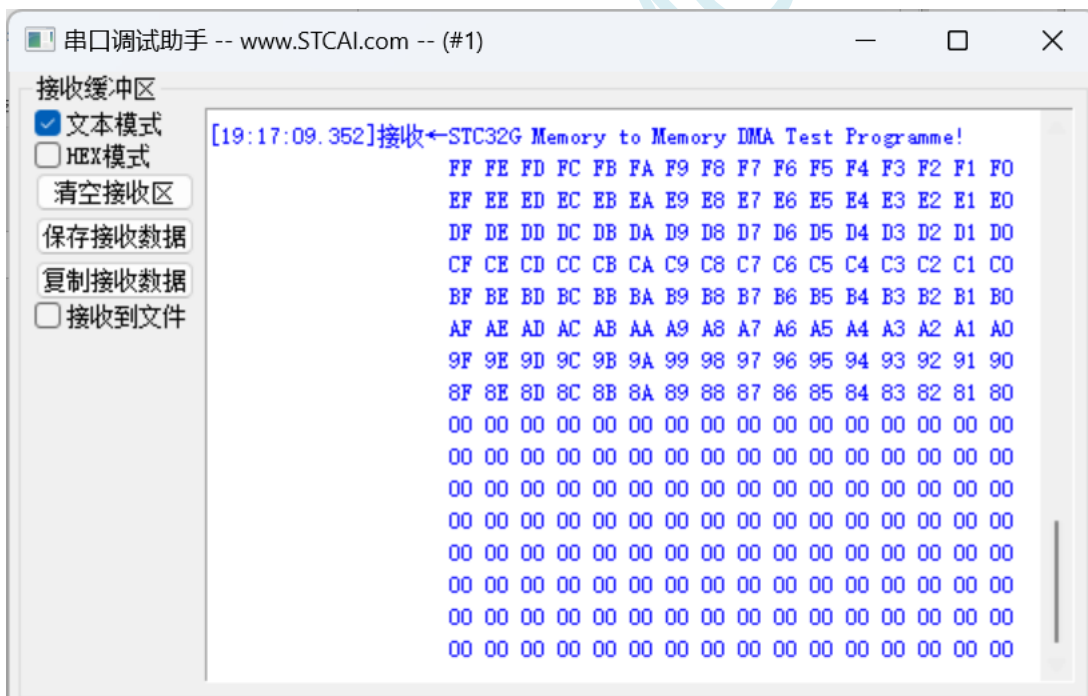 串口调试助手 -- www.STCAI.com -- (#1)
接收缓冲区
文本模式
HEX模式
清空接收区
保存接收数据
复制接收数据
接收到文件
[19:17:09.352]接收←STC32G Memory to Memory DMA Test Programme!
FF FE FD FC FB FA F9 F8 F7 F6 F5 F4 F3 F2 F1 F0
EF EE ED EC EB EA E9 E8 E7 E6 E5 E4 E3 E2 E1 E0
DF DE DD DC DB DA D9 D8 D7 D6 D5 D4 D3 D2 D1 D0
CF CE CD CC CB CA C9 C8 C7 C6 C5 C4 C3 C2 C1 C0
BF BE BD BC BB BA B9 B8 B7 B6 B5 B4 B3 B2 B1 B0
AF AE AD AC AB AA A9 A8 A7 A6 A5 A4 A3 A2 A1 A0
9F 9E 9D 9C 9B 9A 99 98 97 96 95 94 93 92 91 90
8F 8E 8D 8C 8B 8A 89 88 87 86 85 84 83 82 81 80
00 00 00 00 00 00 00 00 00 00 00 00 00 00 00 00
00 00 00 00 00 00 00 00 00 00 00 00 00 00 00 00
00 00 00 00 00 00 00 00 00 00 00 00 00 00 00 00
00 00 00 00 00 00 00 00 00 00 00 00 00 00 00 00
00 00 00 00 00 00 00 00 00 00 00 00 00 00 00 00
00 00 00 00 00 00 00 00 00 00 00 00 00 00 00 00
00 00 00 00 00 00 00 00 00 00 00 00 00 00 00 00
00 00 00 00 00 00 00 00 00 00 00 00 00 00 00 00